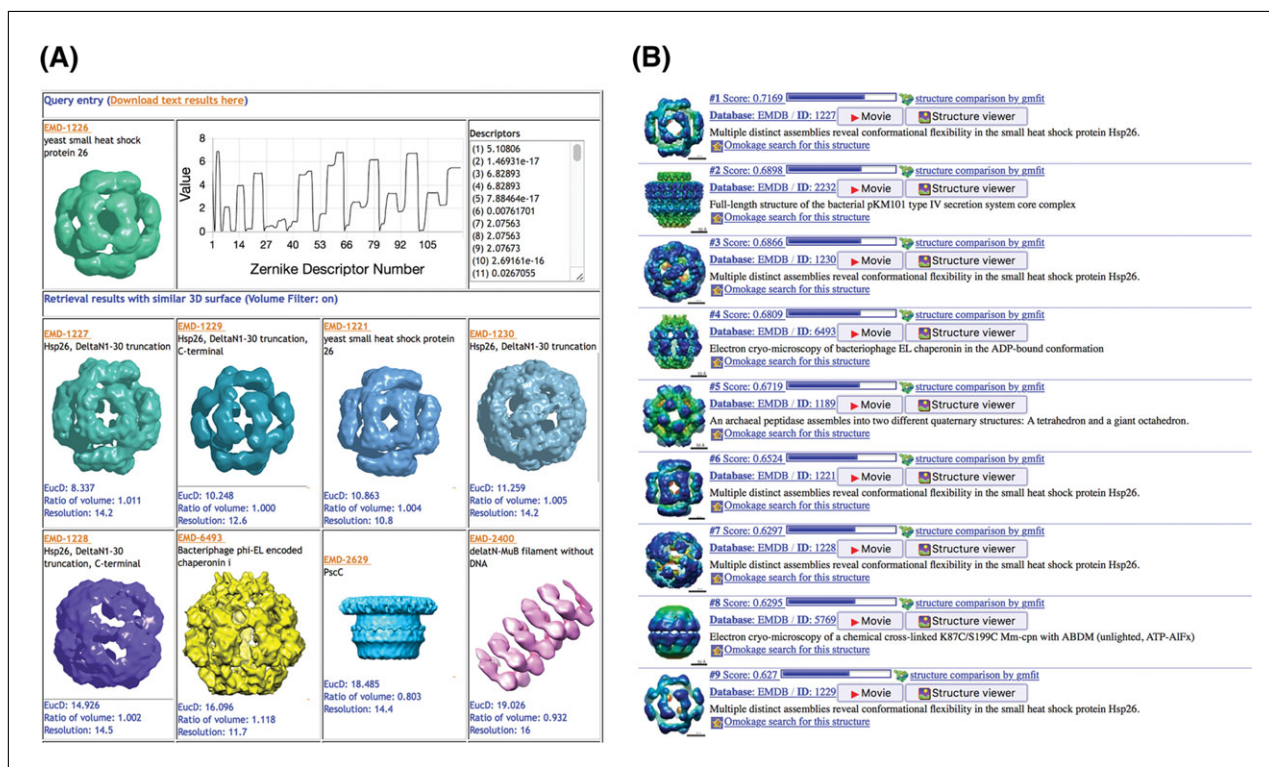 (A)
Query entry (Download text results here)
EMD-1226
yeast small heat shock
protein 26
Value
8
6
4
2
0
1 14 27 40 53 66 79 92 105
Zernike Descriptor Number
Descriptors
(1) 5.10806
(2) 1.46931e-17
(3) 6.82893
(4) 6.82893
(5) 7.88464e-17
(6) 0.00761701
(7) 2.07563
(8) 2.07563
(9) 2.07673
(10) 2.69161e-16
(11) 0.0267055
Retrieval results with similar 3D surface (Volume Filter: on)
EMD-1227
Hsp26, DeltaN1-30 truncation
EucD: 8.337
Ratio of volume: 1.011
Resolution: 14.2
EMD-1229
Hsp26, DeltaN1-30 truncation,
C-terminal
EucD: 10.248
Ratio of volume: 1.000
Resolution: 12.6
EMD-1221
yeast small heat shock protein
26
EucD: 10.863
Ratio of volume: 1.004
Resolution: 10.8
EMD-1230
Hsp26, DeltaN1-30 truncation
EucD: 11.259
Ratio of volume: 1.005
Resolution: 14.2
EMD-1228
Hsp26, DeltaN1-30
truncation, C-terminal
EucD: 14.926
Ratio of volume: 1.002
Resolution: 14.5
EMD-6493
Bacteriphage phi-EL encoded
chaperonin i
EucD: 16.096
Ratio of volume: 1.118
Resolution: 11.7
EMD-2629
PscC
EucD: 18.485
Ratio of volume: 0.803
Resolution: 14.4
EMD-2400
delatN-MuB filament without
DNA
EucD: 19.026
Ratio of volume: 0.932
Resolution: 16
(B)
#1 Score: 0.7169 structure comparison by gmfit
Database: EMDB / ID: 1227 Movie Structure viewer
Multiple distinct assemblies reveal conformational flexibility in the small heat shock protein Hsp26.
Omokage search for this structure
#2 Score: 0.6898 structure comparison by gmfit
Database: EMDB / ID: 2232 Movie Structure viewer
Full-length structure of the bacterial pKM101 type IV secretion system core complex
Omokage search for this structure
#3 Score: 0.6866 structure comparison by gmfit
Database: EMDB / ID: 1230 Movie Structure viewer
Multiple distinct assemblies reveal conformational flexibility in the small heat shock protein Hsp26.
Omokage search for this structure
#4 Score: 0.6809 structure comparison by gmfit
Database: EMDB / ID: 6493 Movie Structure viewer
Electron cryo-microscopy of bacteriophage EL chaperonin in the ADP-bound conformation
Omokage search for this structure
#5 Score: 0.6719 structure comparison by gmfit
Database: EMDB / ID: 1189 Movie Structure viewer
An archaeal peptidase assembles into two different quaternary structures: A tetrahedron and a giant octahedron.
Omokage search for this structure
#6 Score: 0.6524 structure comparison by gmfit
Database: EMDB / ID: 1221 Movie Structure viewer
Multiple distinct assemblies reveal conformational flexibility in the small heat shock protein Hsp26.
Omokage search for this structure
#7 Score: 0.6297 structure comparison by gmfit
Database: EMDB / ID: 1228 Movie Structure viewer
Multiple distinct assemblies reveal conformational flexibility in the small heat shock protein Hsp26.
Omokage search for this structure
#8 Score: 0.6295 structure comparison by gmfit
Database: EMDB / ID: 5769 Movie Structure viewer
Electron cryo-microscopy of a chemical cross-linked K87C/S199C Mm-cpn with ABDM (unlighted, ATP-AlFx)
Omokage search for this structure
#9 Score: 0.627 structure comparison by gmfit
Database: EMDB / ID: 1229 Movie Structure viewer
Multiple distinct assemblies reveal conformational flexibility in the small heat shock protein Hsp26.
Omokage search for this structure